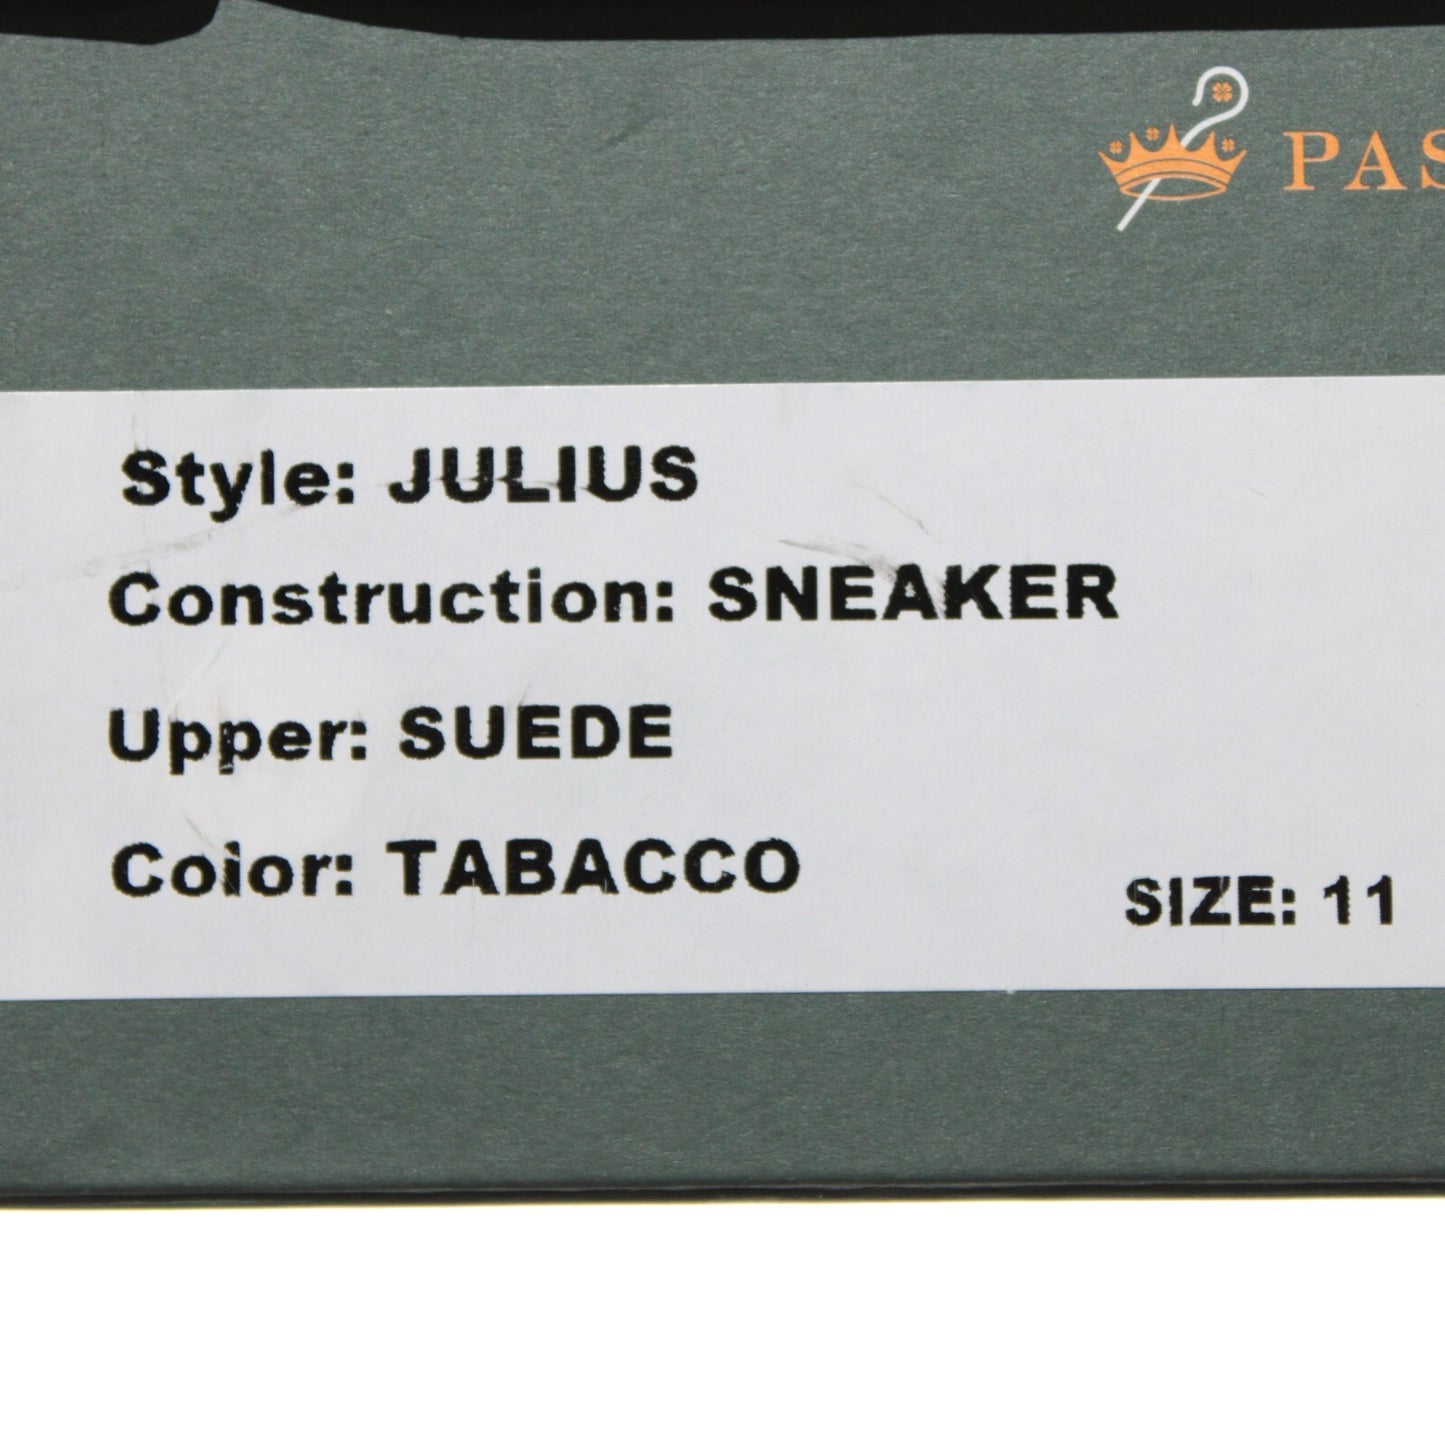 PAS
Style: JULIUS
Construction: SNEAKER
Upper: SUEDE
Color: TABACCO
SIZE: 11